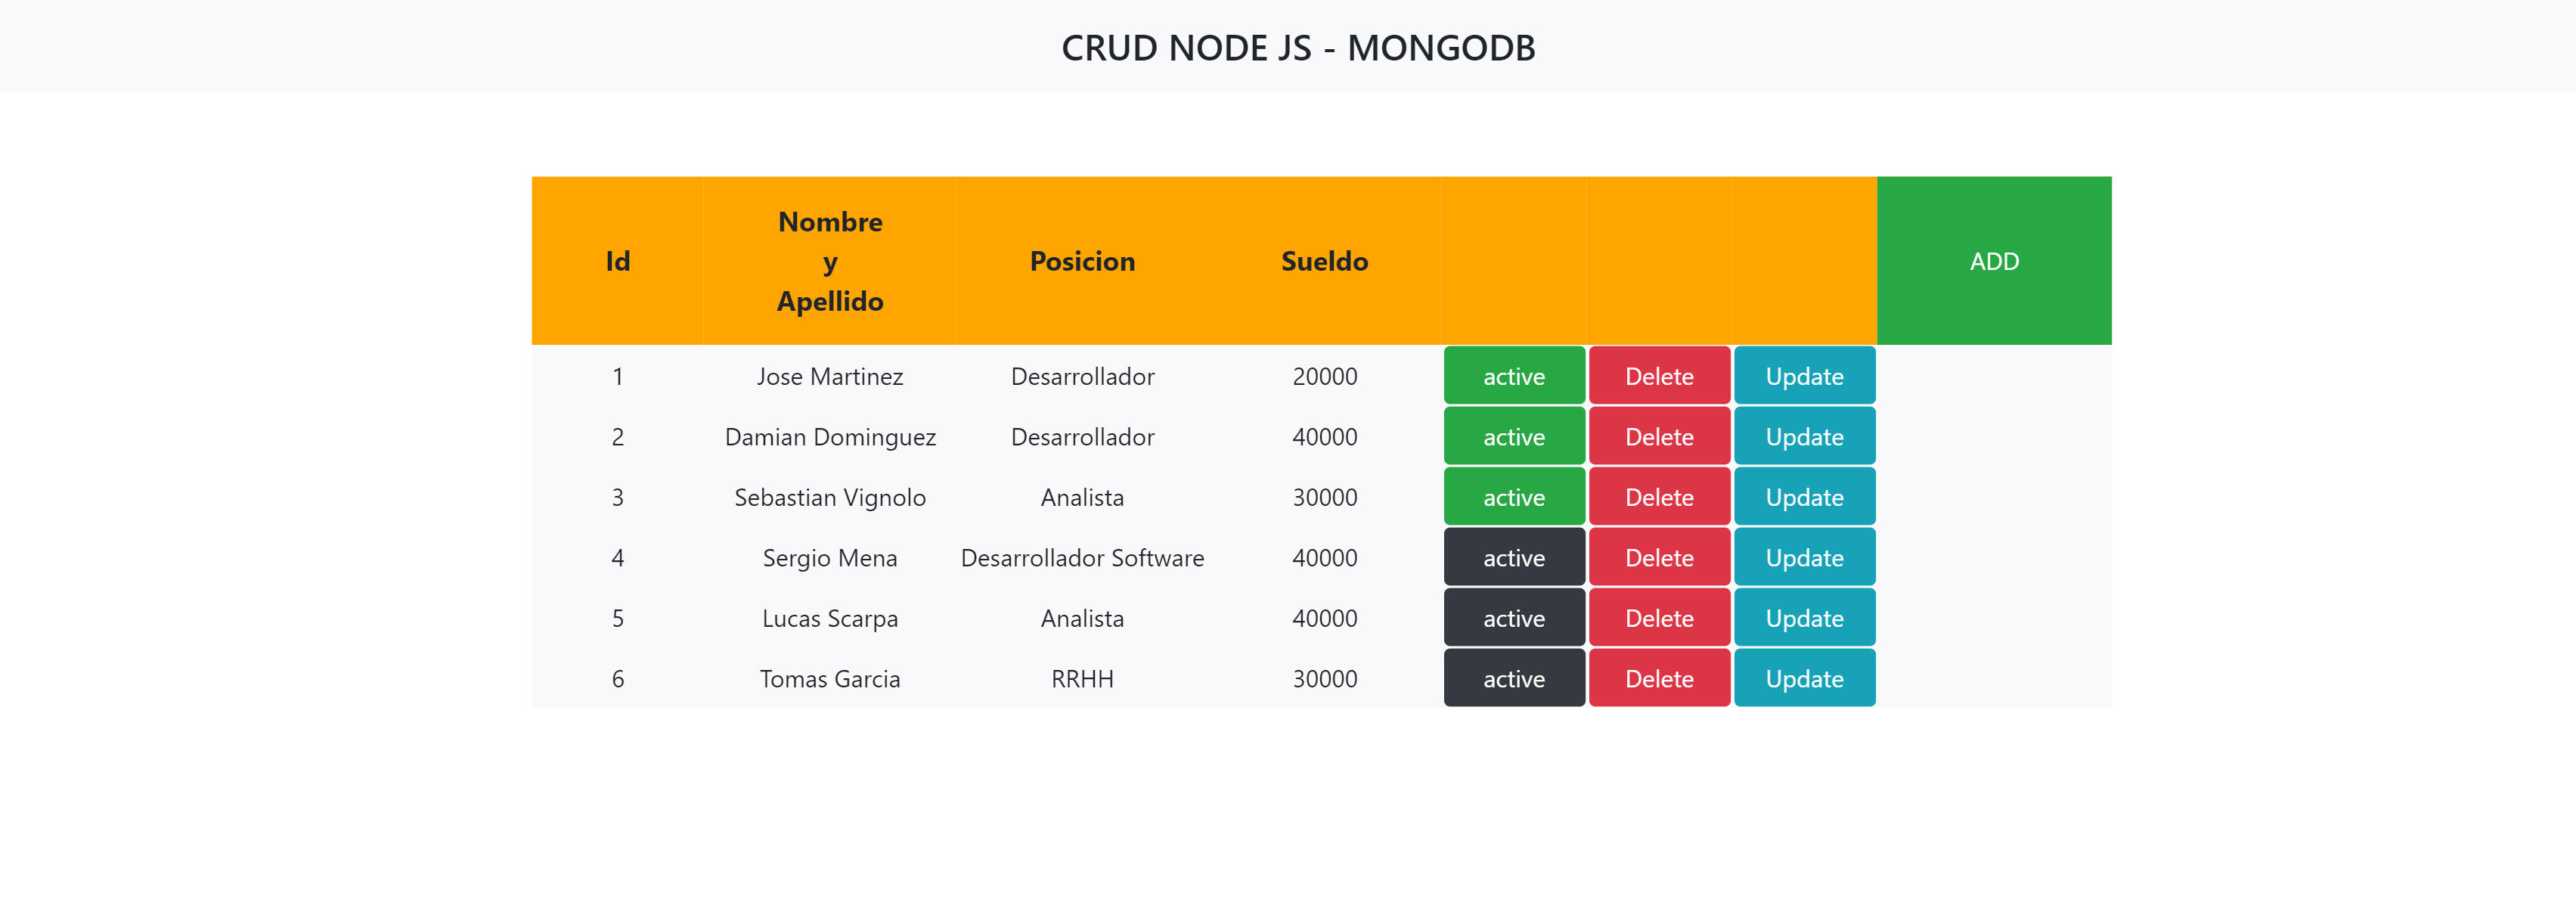 CRUD NODE JS - MONGODB
Id Nombre y Apellido Posicion Sueldo ADD
1 Jose Martinez Desarrollador 20000 active Delete Update
2 Damian Dominguez Desarrollador 40000 active Delete Update
3 Sebastian Vignolo Analista 30000 active Delete Update
4 Sergio Mena Desarrollador Software 40000 active Delete Update
5 Lucas Scarpa Analista 40000 active Delete Update
6 Tomas Garcia RRHH 30000 active Delete Update